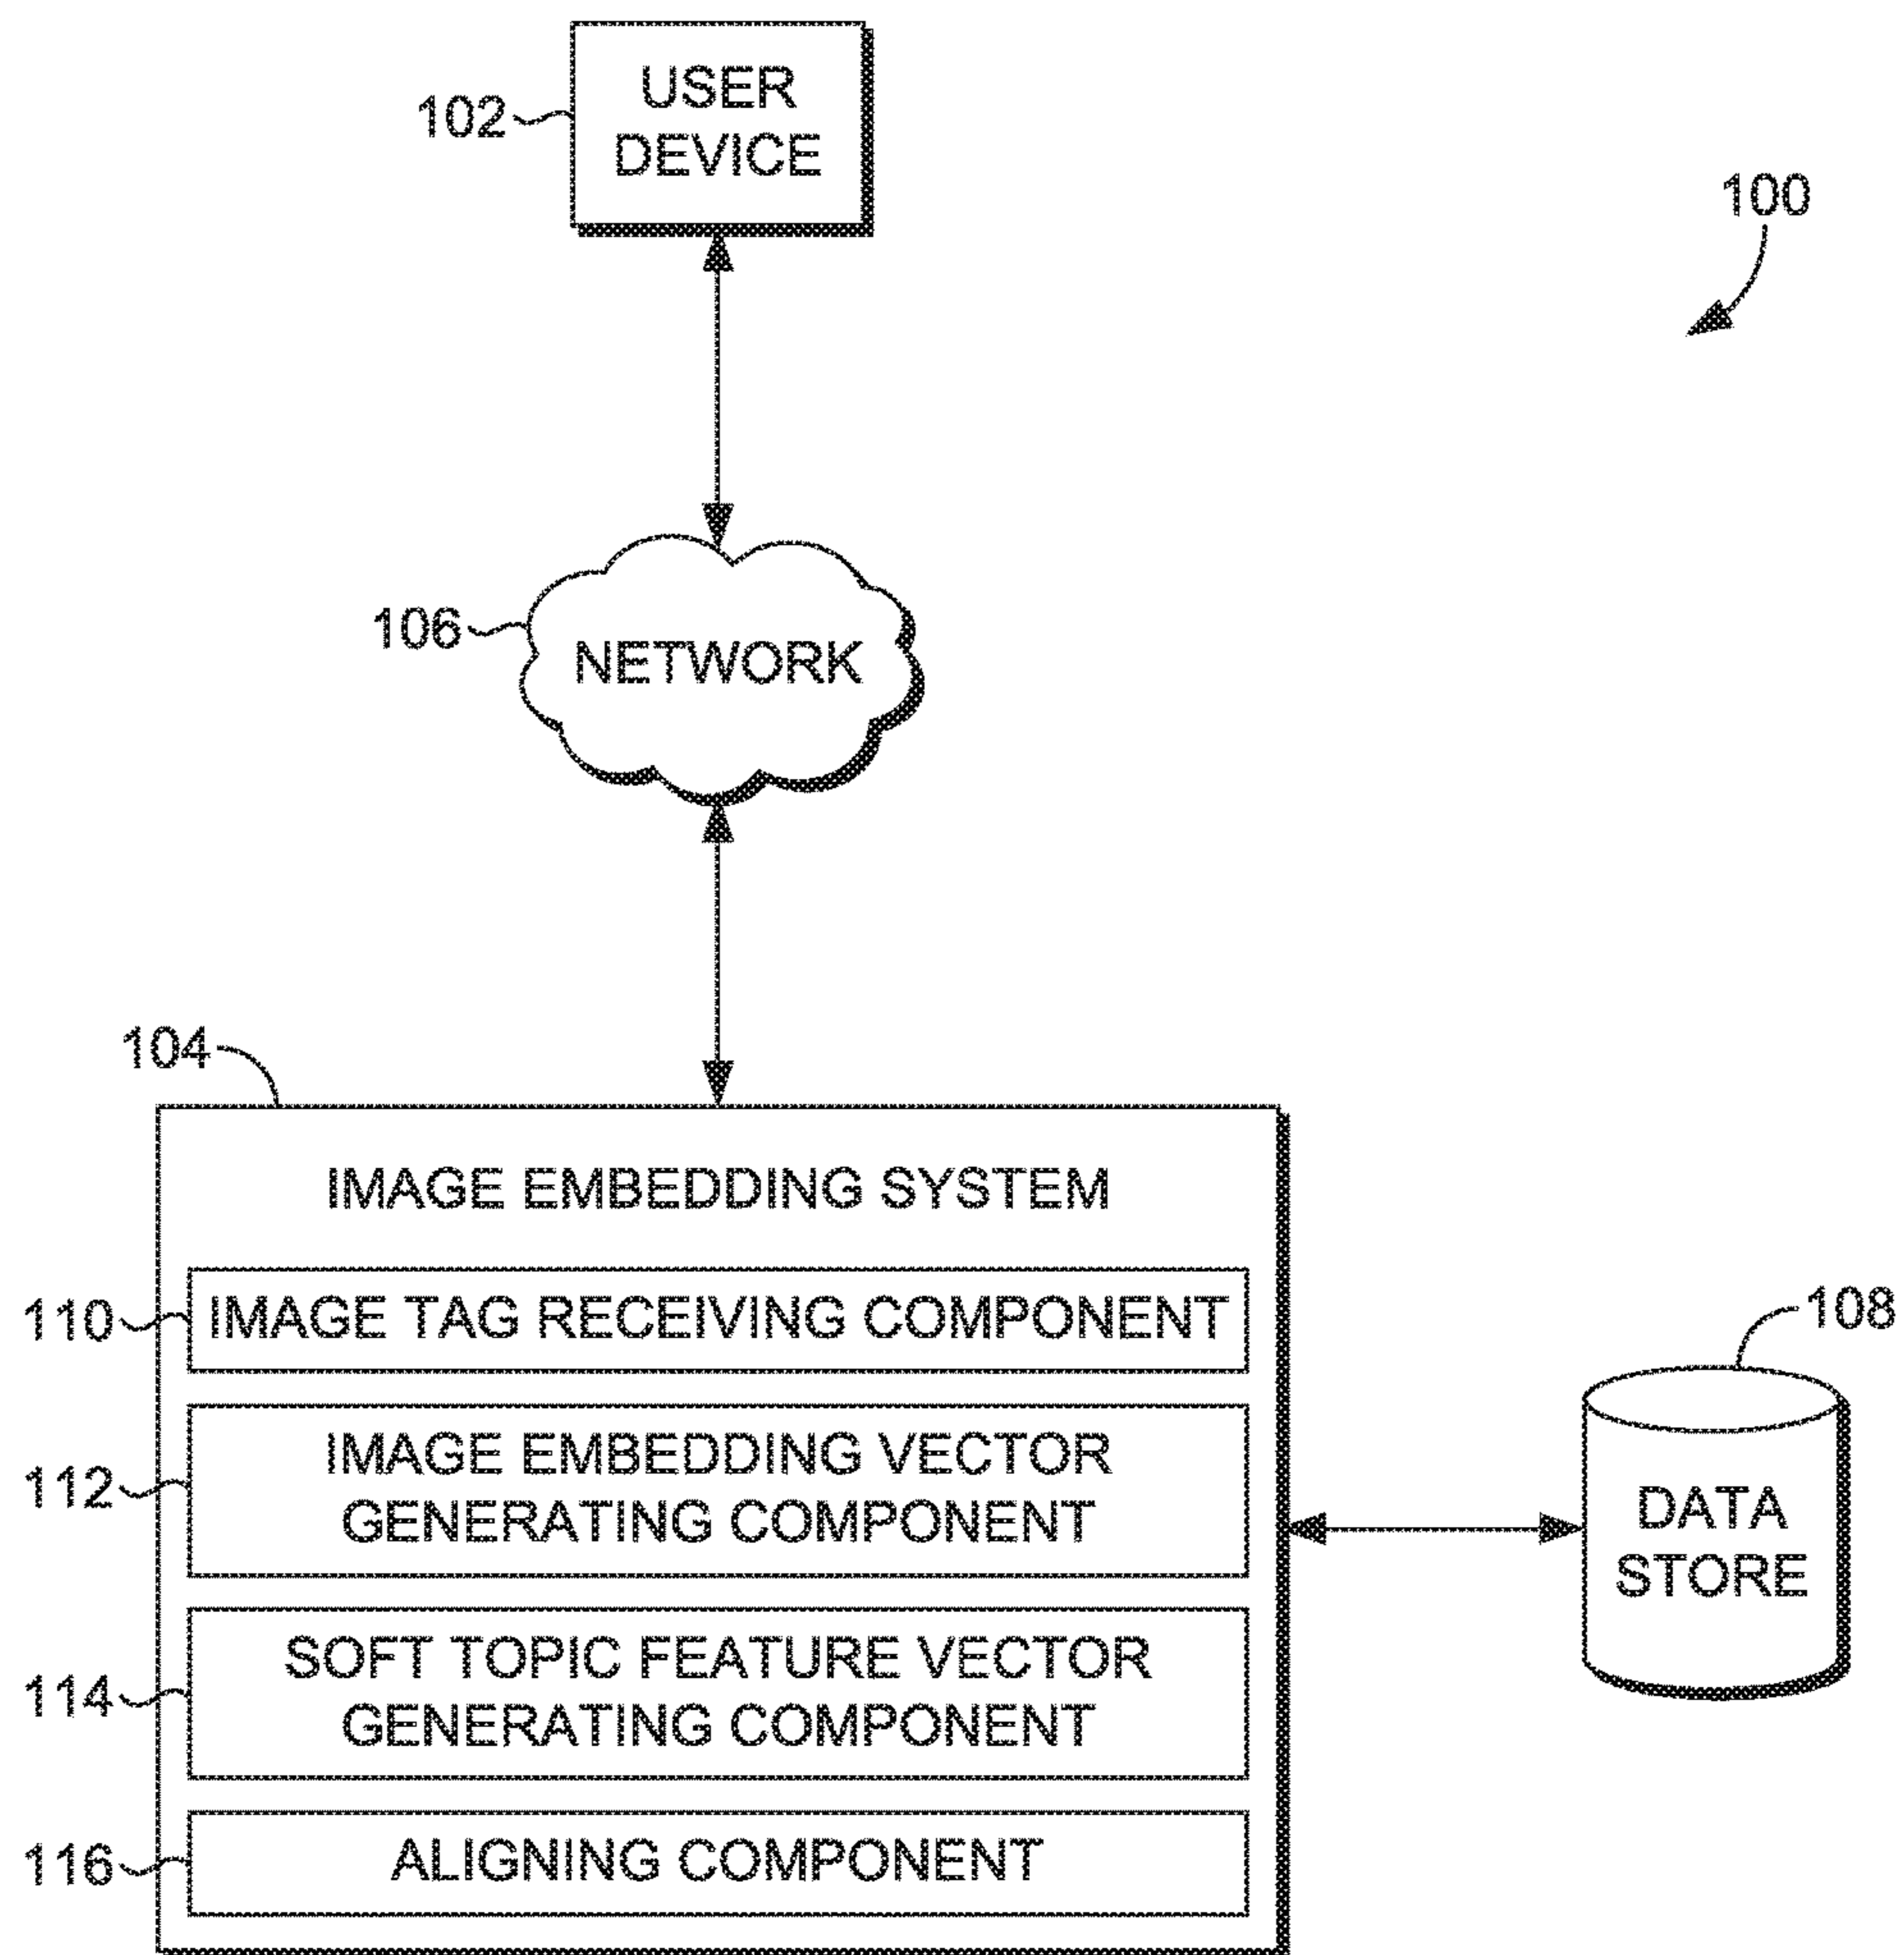 USER
DEVICE
102
100
106
NETWORK
104
IMAGE EMBEDDING SYSTEM
110
IMAGE TAG RECEIVING COMPONENT
108
112
IMAGE EMBEDDING VECTOR
GENERATING COMPONENT
DATA
STORE
114
SOFT TOPIC FEATURE VECTOR
GENERATING COMPONENT
116
ALIGNING COMPONENT